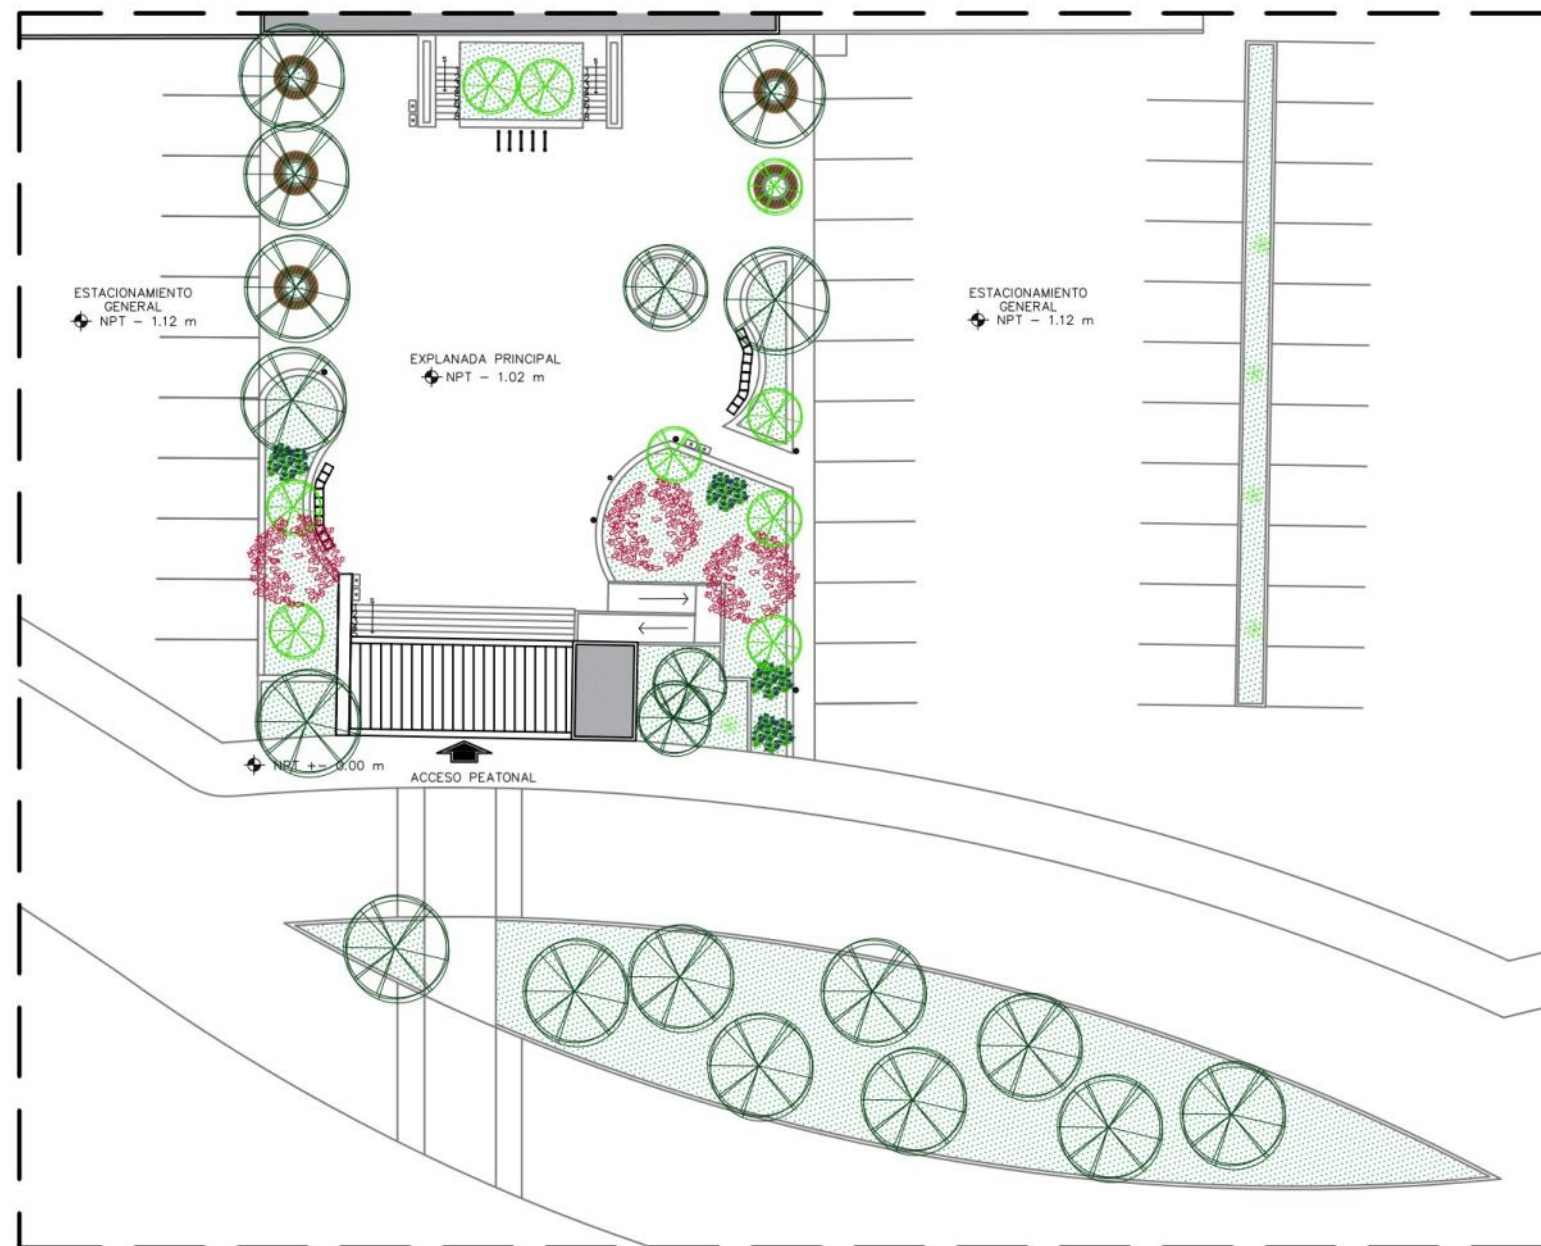 ESTACIONAMIENTO
GENERAL
NPT - 1.12 m
ESTACIONAMIENTO
GENERAL
NPT - 1.12 m
EXPLANADA PRINCIPAL
NPT - 1.02 m
NPT +- 0.00 m
ACCESO PEATONAL